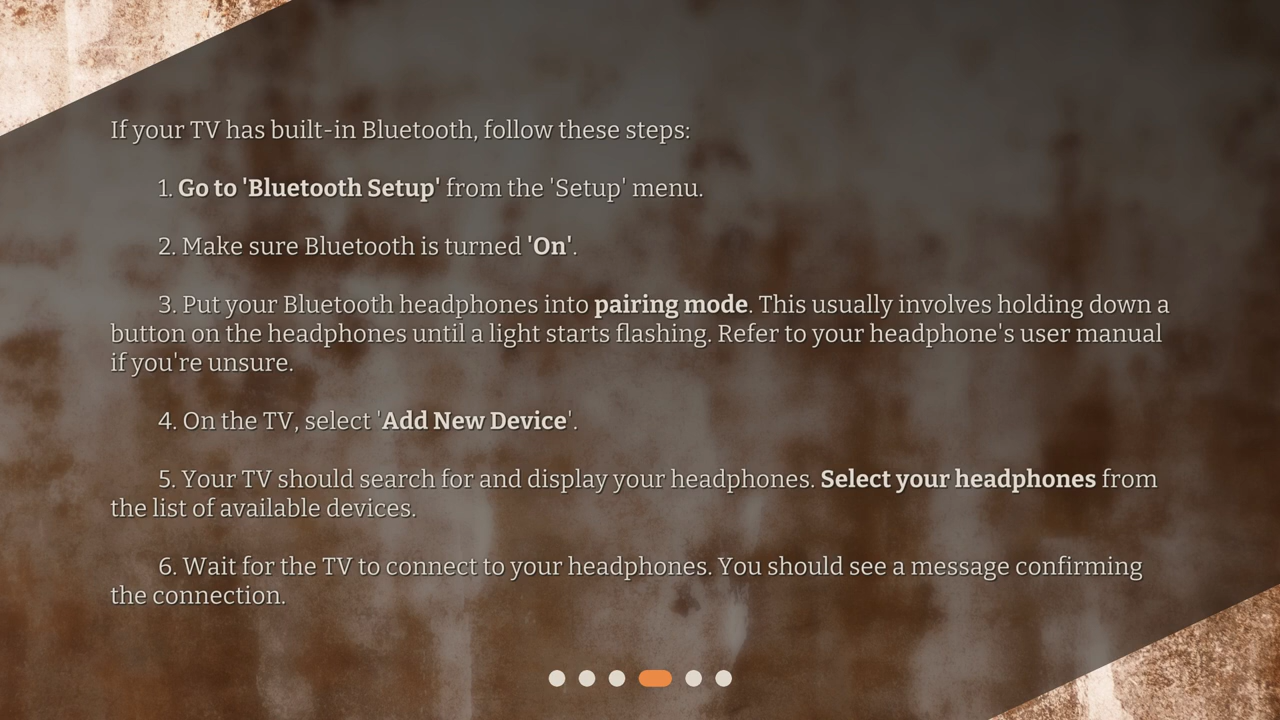 If your TV has built-in Bluetooth, follow these steps:
1. Go to 'Bluetooth Setup' from the 'Setup' menu.
2. Make sure Bluetooth is turned 'On'.
3. Put your Bluetooth headphones into pairing mode. This usually involves holding down a
button on the headphones until a light starts flashing. Refer to your headphone's user manual
if you're unsure.
4. On the TV, select 'Add New Device'.
5. Your TV should search for and display your headphones. Select your headphones from
the list of available devices.
6. Wait for the TV to connect to your headphones. You should see a message confirming
the connection.